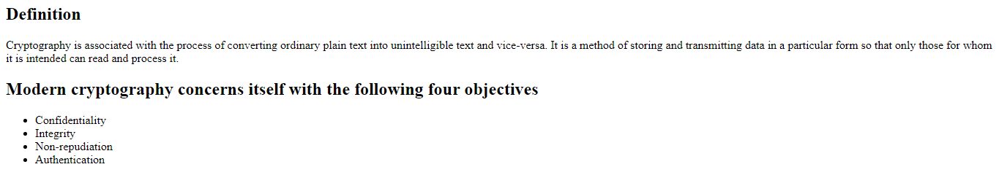 Definition
Cryptography is associated with the process of converting ordinary plain text into unintelligible text and vice-versa. It is a method of storing and transmitting data in a particular form so that only those for whom
it is intended can read and process it.
Modern cryptography concerns itself with the following four objectives
• Confidentiality
• Integrity
• Non-repudiation
• Authentication